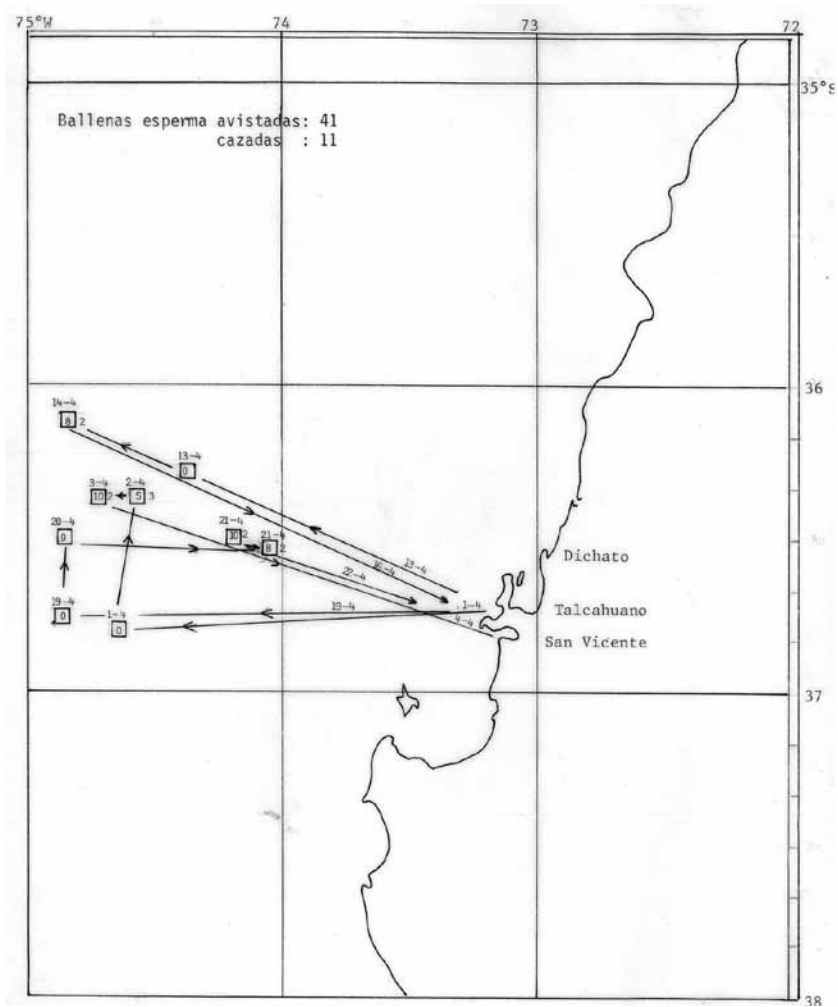 75°W 74 73 72
35°S
Ballenas esperma avistadas: 41
cazadas : 11
36
14-4
8 2
13-4
0
3-4 2-4
10 2 5 3
20-4
0
21-4 21-4
10 2 8 2
13-4
16-4
22-4
Dichato
19-4 1-4
0 0
19-4
1-4
4-4
Talcahuano
San Vicente
37
38